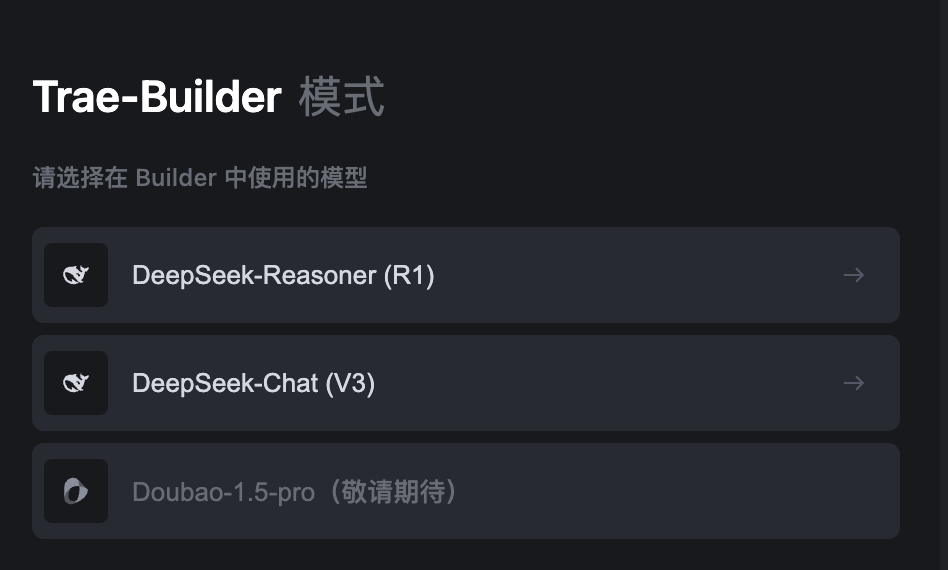 Trae-Builder 模式
请选择在 Builder 中使用的模型
DeepSeek-Reasoner (R1)
DeepSeek-Chat (V3)
Doubao-1.5-pro（敬请期待）